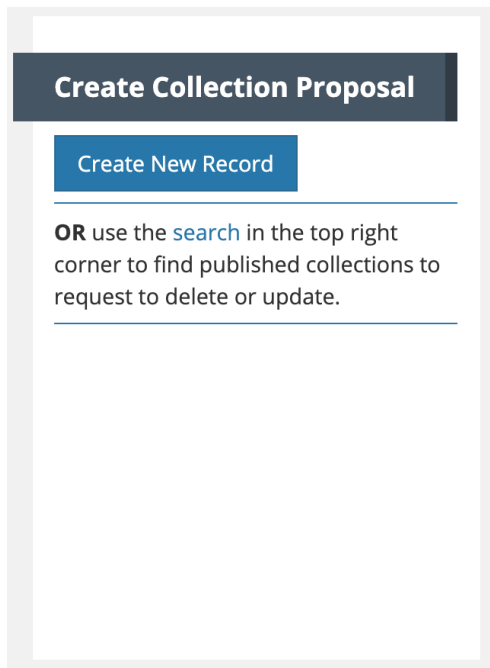 Create Collection Proposal
Create New Record
OR use the search in the top right
corner to find published collections to
request to delete or update.